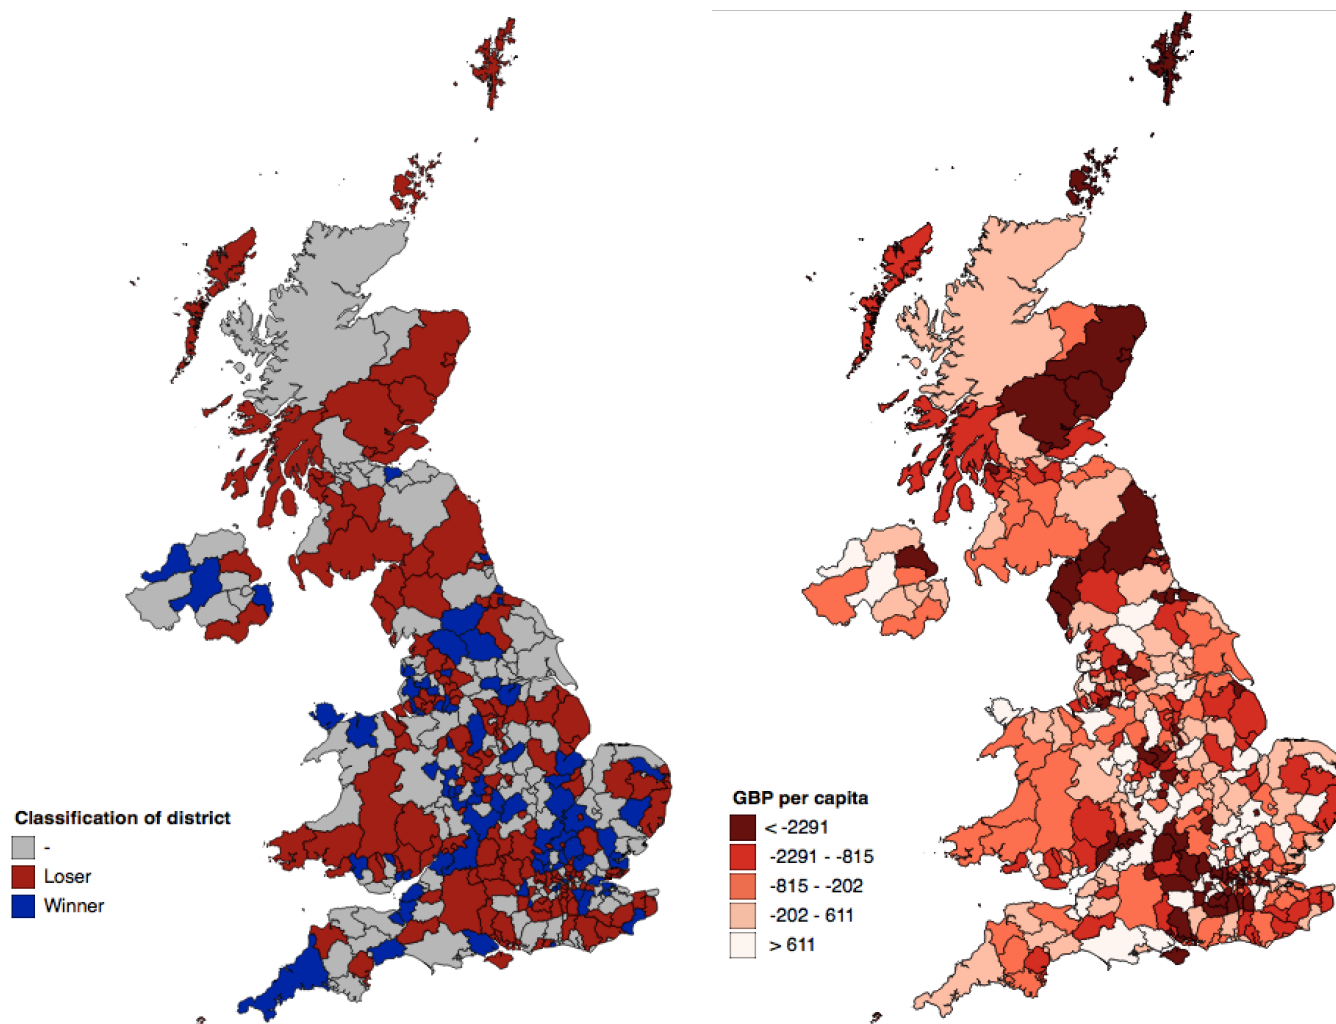 Classification of district
-
Loser
Winner
GBP per capita
< -2291
-2291 - -815
-815 - -202
-202 - 611
> 611